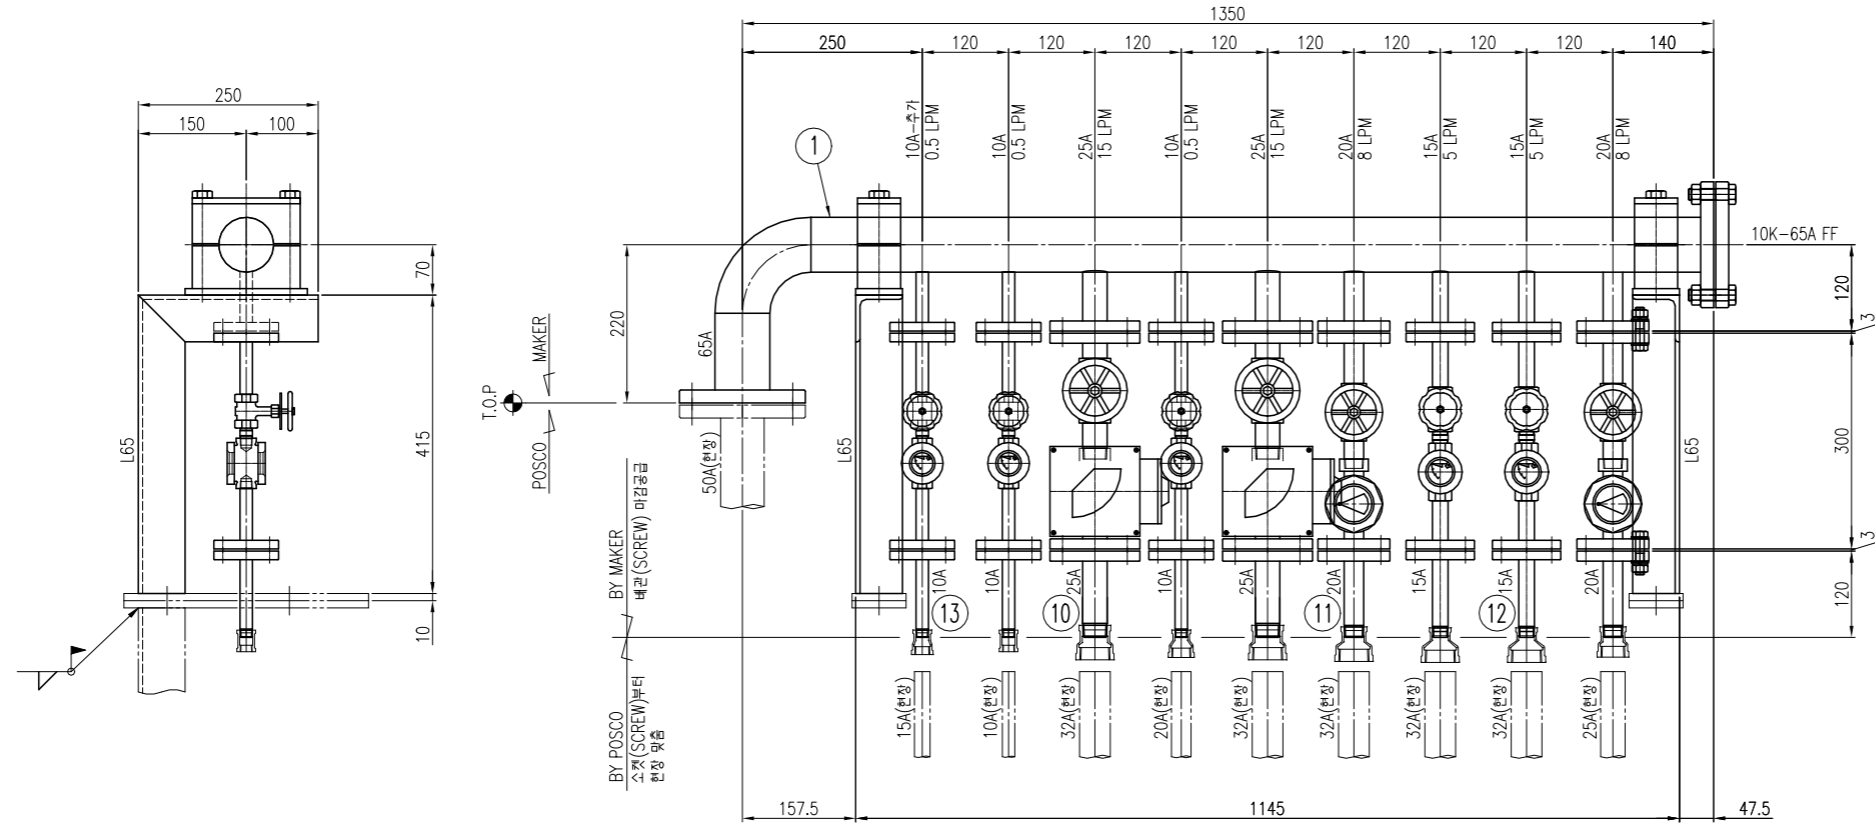 250
150
100
70
415
10
L65
1350
250
120
120
120
120
120
120
120
120
140
10A-추가
0.5 LPM
10A
0.5 LPM
25A
15 LPM
10A
0.5 LPM
25A
15 LPM
20A
8 LPM
15A
5 LPM
15A
5 LPM
20A
8 LPM
1
10K-65A FF
220
65A
T.O.P
MAKER
POSCO
50A(현장)
L65
L65
120
3
300
3
120
BY MAKER
배관(SCREW) 마감공급
BY POSCO
소켓(SCREW)부터
현장 맞춤
10A
13
10A
10
25A
10A
25A
11
20A
15A
12
15A
20A
15A(현장)
10A(현장)
32A(현장)
20A(현장)
32A(현장)
32A(현장)
32A(현장)
32A(현장)
25A(현장)
157.5
1145
47.5